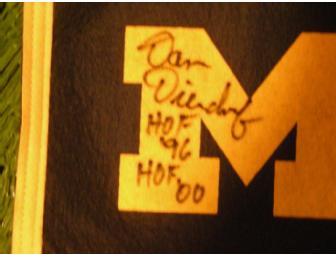 Dan
Dierdorf
HOF
'96
HOF '00
M